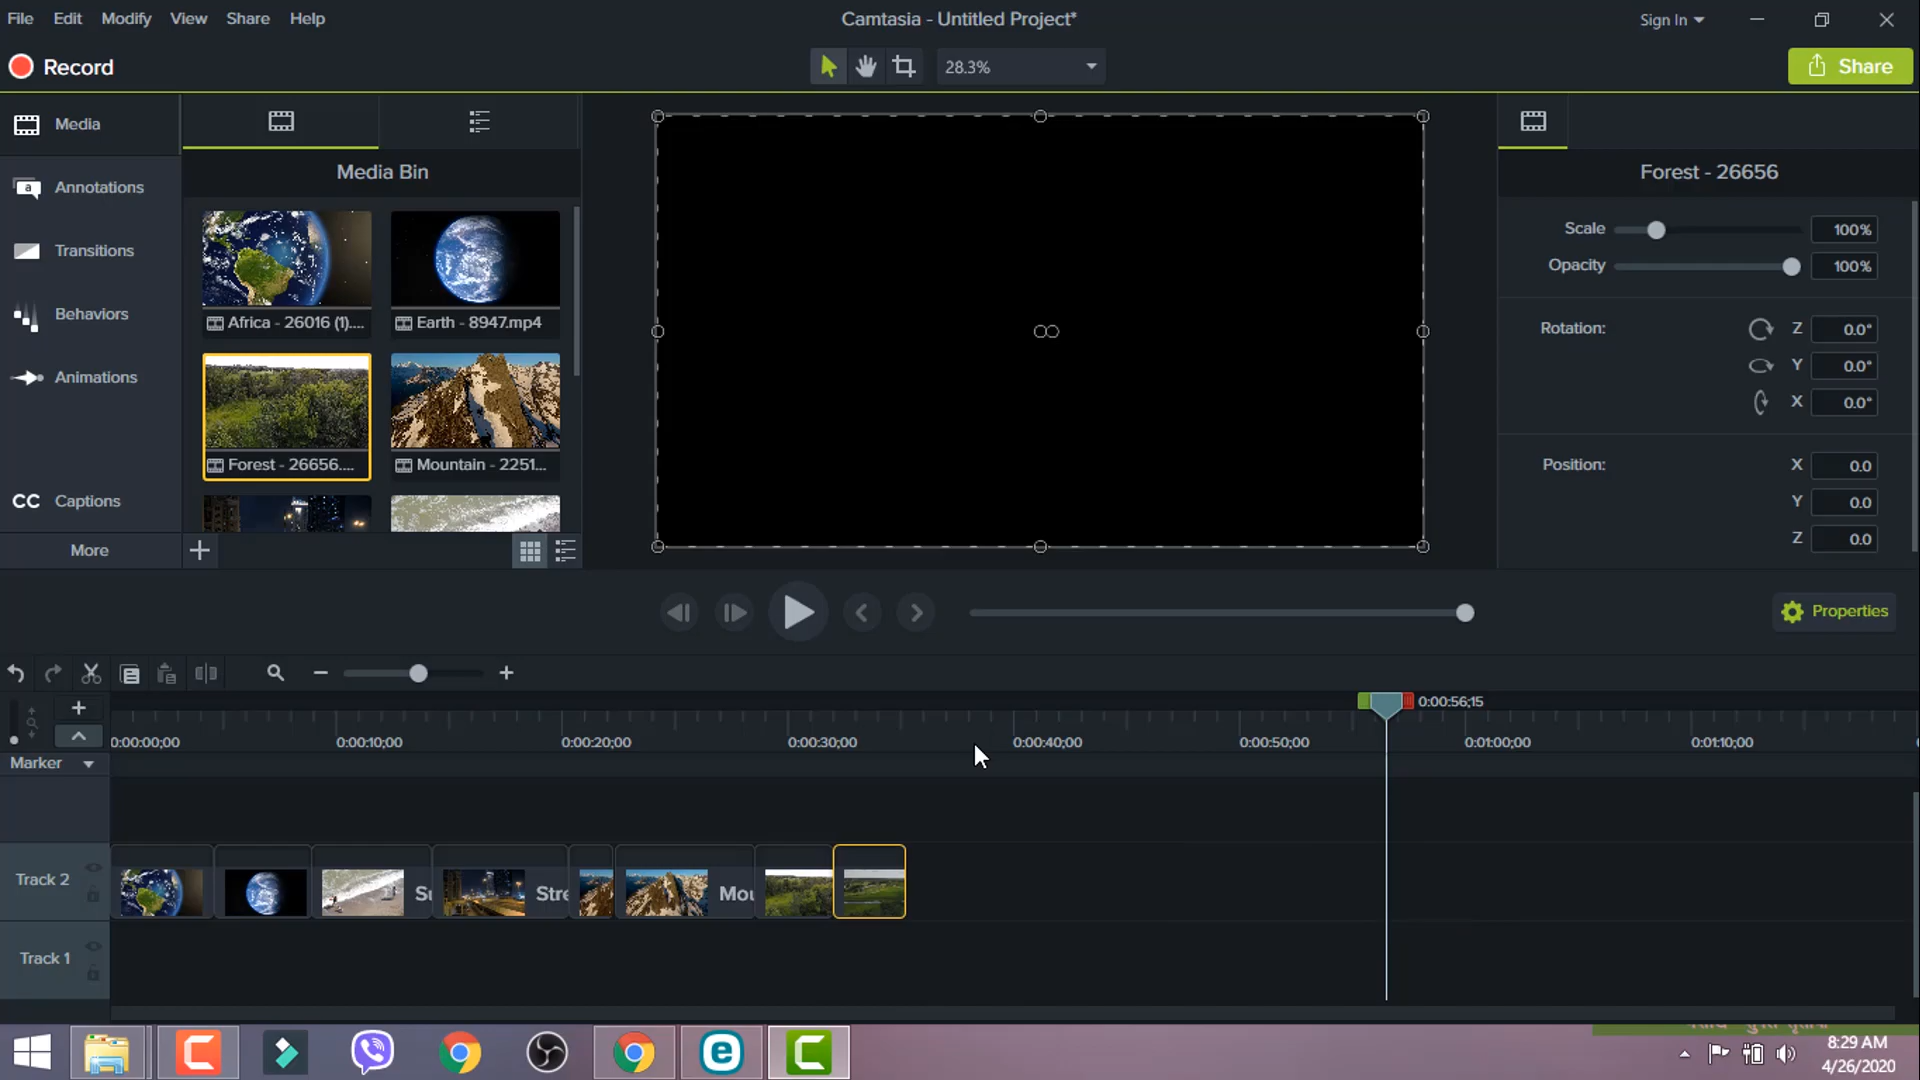 File Edit Modify View Share Help
Camtasia - Untitled Project*
Sign In
Record
28.3%
Share
Media
Annotations
Transitions
Behaviors
Animations
CC Captions
More
Media Bin
Africa - 26016 (1)....
Earth - 8947.mp4
Forest - 26656....
Mountain - 2251...
Forest - 26656
Scale 100%
Opacity 100%
Rotation: Z 0.0°
Y 0.0°
X 0.0°
Position: X 0.0
Y 0.0
Z 0.0
Properties
0:00:56;15
0:00:00;00 0:00:10;00 0:00:20;00 0:00:30;00 0:00:40;00 0:00:50;00 0:01:00;00 0:01:10;00
Marker
Track 2
Stre
Mou
Track 1
8:29 AM
4/26/2020